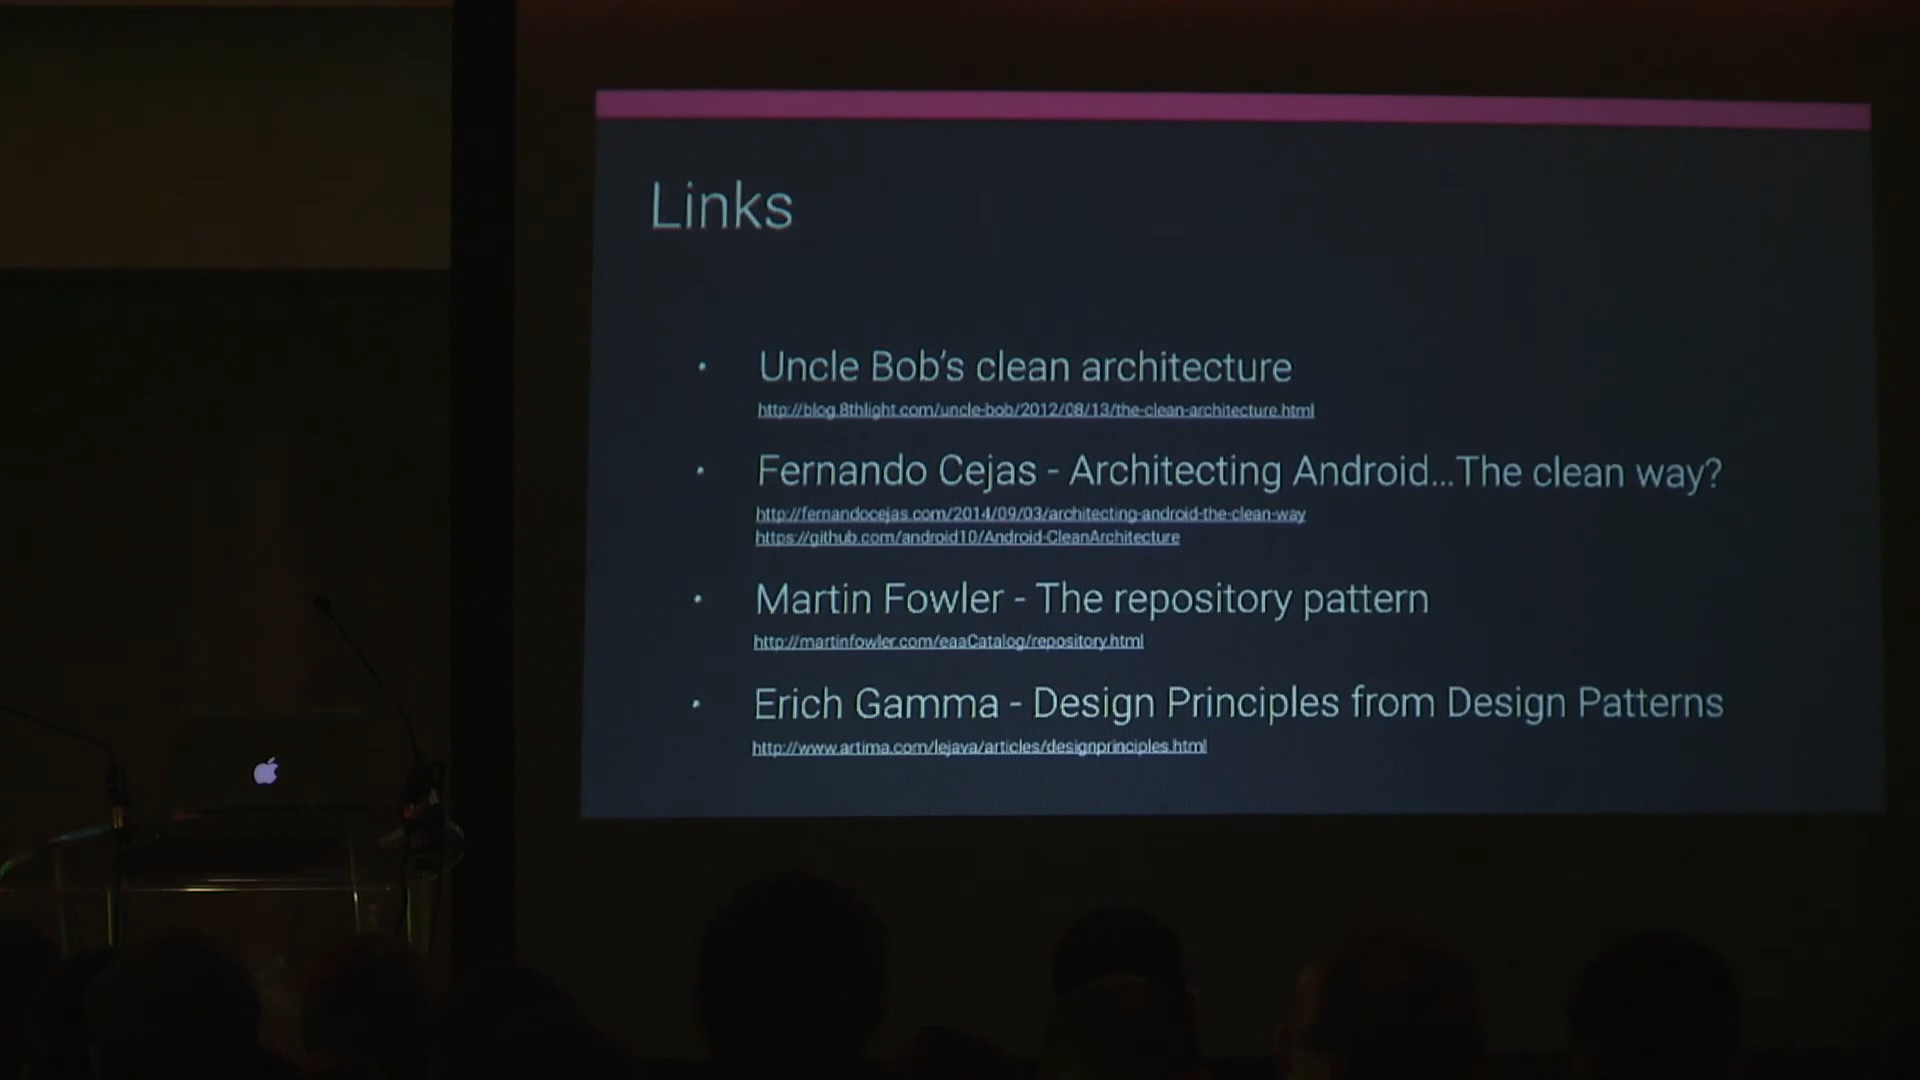 Links
• Uncle Bob's clean architecture
http://blog.8thlight.com/uncle-bob/2012/08/13/the-clean-architecture.html
• Fernando Cejas - Architecting Android...The clean way?
http://fernandocejas.com/2014/09/03/architecting-android-the-clean-way
https://github.com/android10/Android-CleanArchitecture
• Martin Fowler - The repository pattern
http://martinfowler.com/eaaCatalog/repository.html
• Erich Gamma - Design Principles from Design Patterns
http://www.artima.com/lejava/articles/designprinciples.html